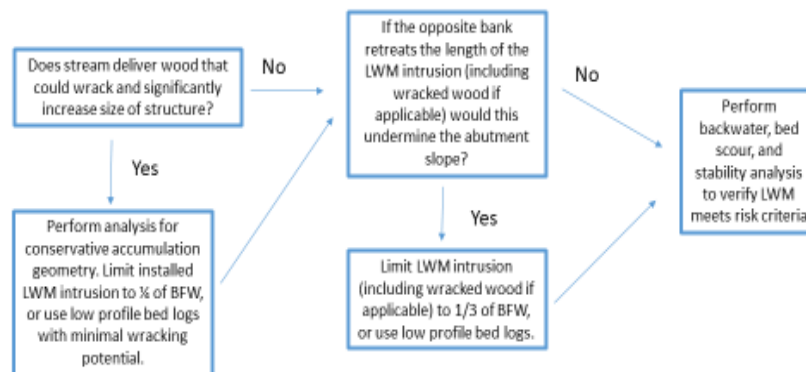 Does stream deliver wood that
could wrack and significantly
increase size of structure?
No
Yes
Perform analysis for
conservative accumulation
geometry. Limit installed
LWM intrusion to ¼ of BFW,
or use low profile bed logs
with minimal wracking
potential.
If the opposite bank
retreats the length of the
LWM intrusion (including
wracked wood if
applicable) would this
undermine the abutment
slope?
No
Yes
Limit LWM intrusion
(including wracked wood if
applicable) to 1/3 of BFW,
or use low profile bed logs.
Perform
backwater, bed
scour, and
stability analysis
to verify LWM
meets risk criteria